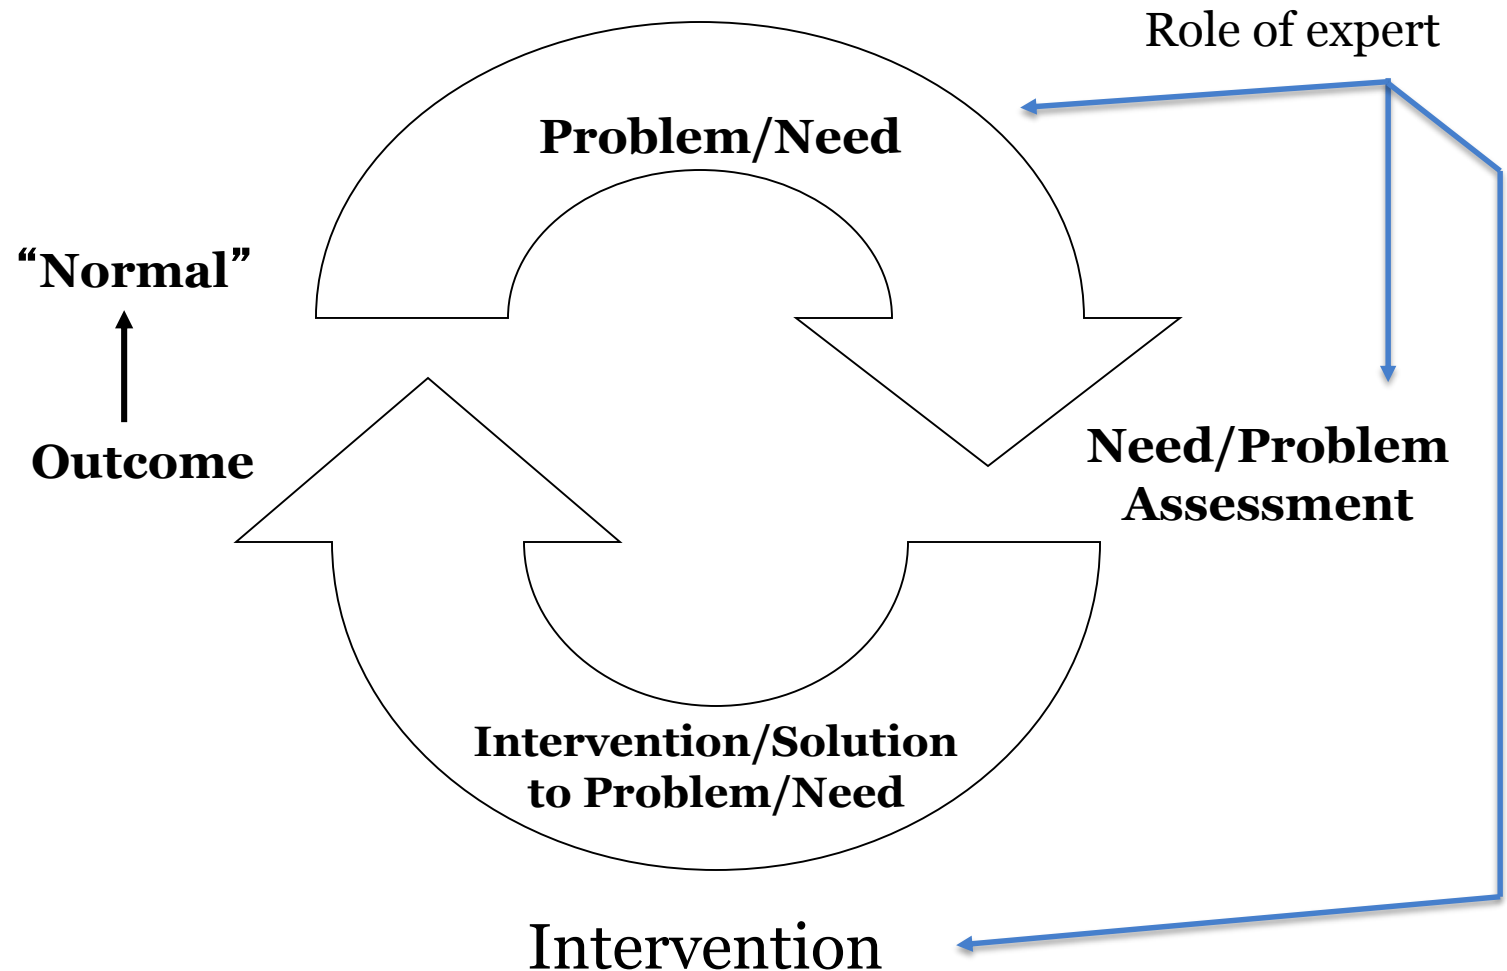 Role of expert
Problem/Need
“Normal”
Outcome
Need/Problem
Assessment
Intervention/Solution
to Problem/Need
Intervention